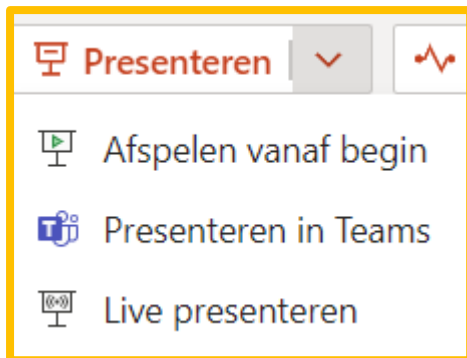 Presenteren
Afspelen vanaf begin
Presenteren in Teams
Live presenteren